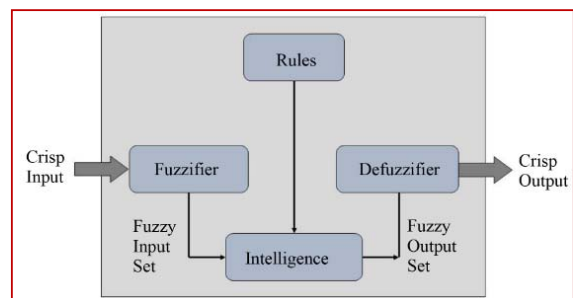 Rules
Crisp
Input
Fuzzifier
Defuzzifier
Crisp
Output
Fuzzy
Input
Set
Intelligence
Fuzzy
Output
Set